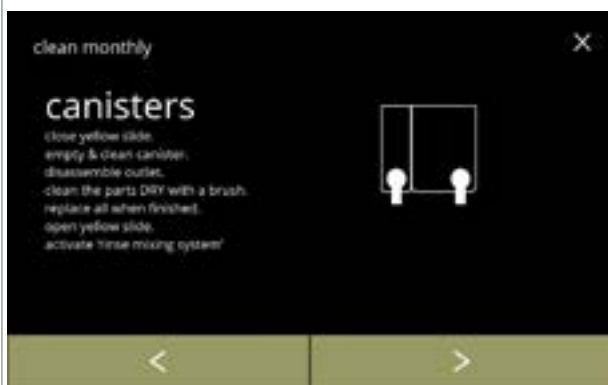 clean monthly
canisters
close yellow slide.
empty & clean canister.
disassemble outlet.
clean the parts DRY with a brush.
replace all when finished.
open yellow slide.
activate 'rinse mixing system'